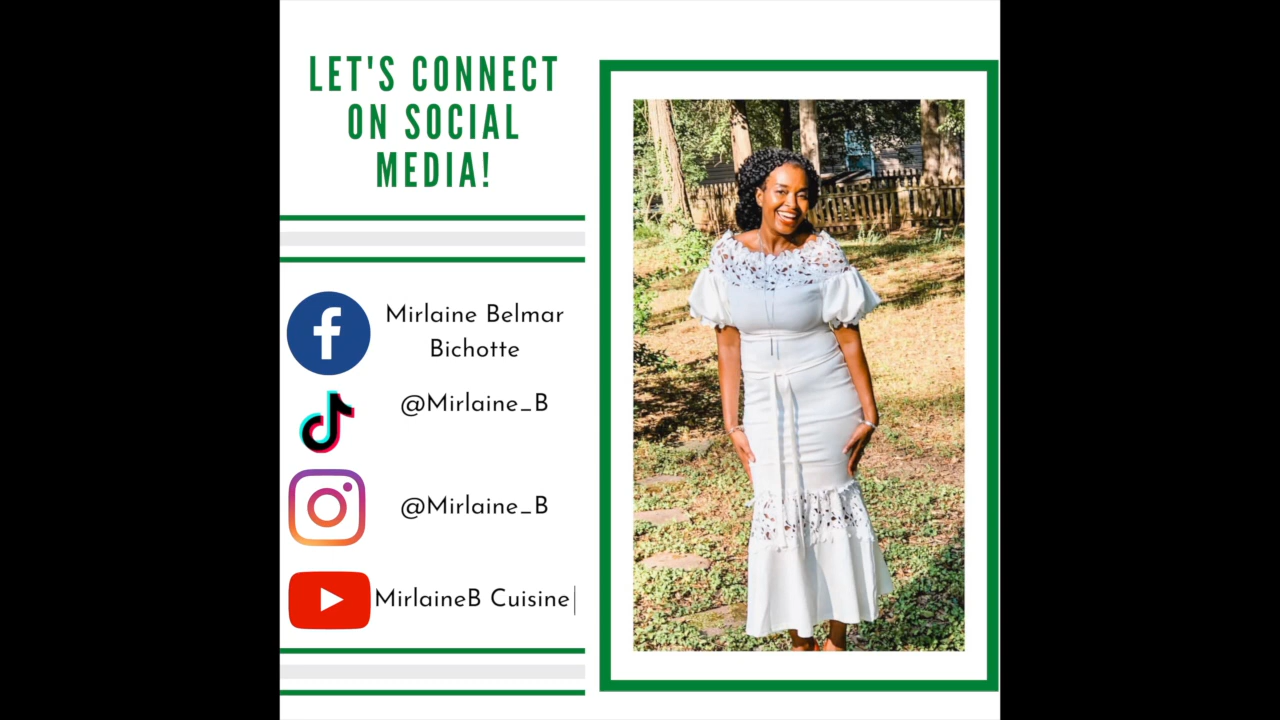 LET'S CONNECT
ON SOCIAL
MEDIA!
Mirlaine Belmar
Bichotte
@Mirlaine_B
@Mirlaine_B
MirlaineB Cuisine